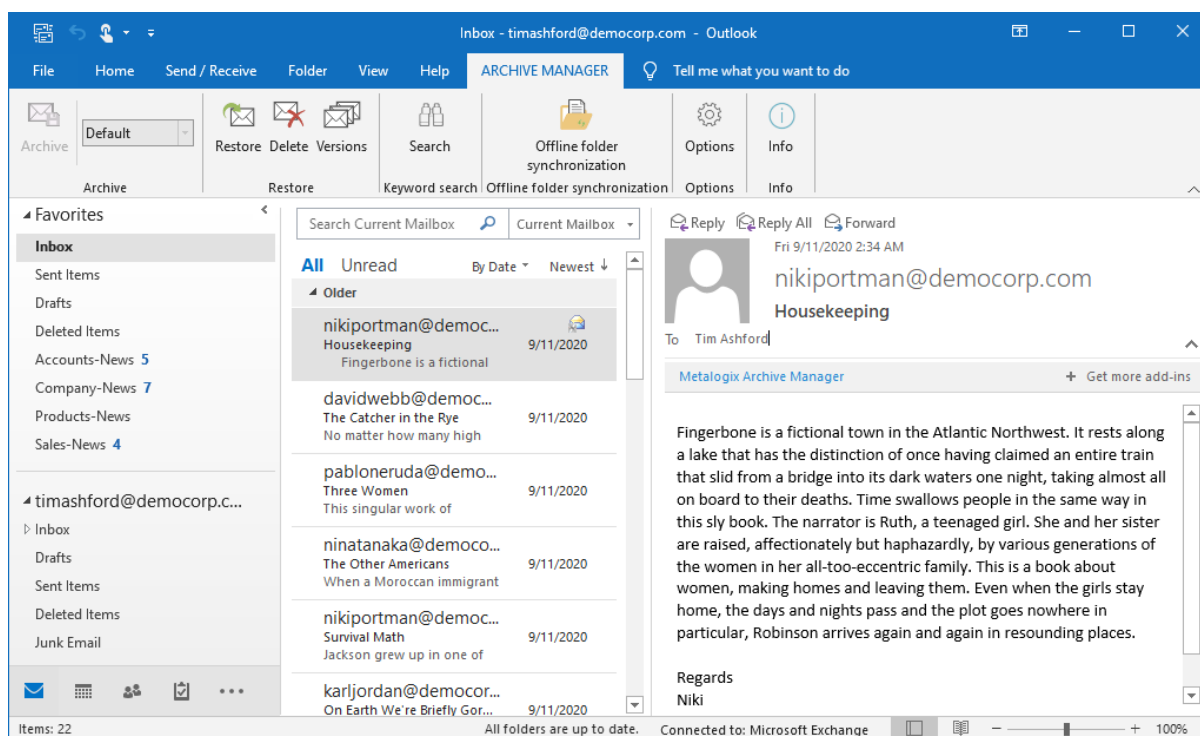 Inbox - timashford@democorp.com - Outlook
File Home Send / Receive Folder View Help ARCHIVE MANAGER Tell me what you want to do
Archive
Default
Restore Delete Versions
Search
Offline folder
synchronization
Options
Info
Archive Restore Keyword search Offline folder synchronization Options Info
Favorites
Inbox
Sent Items
Drafts
Deleted Items
Accounts-News 5
Company-News 7
Products-News
Sales-News 4
timashford@democorp.c...
Inbox
Drafts
Sent Items
Deleted Items
Junk Email
Search Current Mailbox Current Mailbox
All Unread By Date Newest ↓
Older
nikiportman@democ...
Housekeeping 9/11/2020
Fingerbone is a fictional
davidwebb@democ...
The Catcher in the Rye 9/11/2020
No matter how many high
pabloneruda@demo...
Three Women 9/11/2020
This singular work of
ninatanaka@democo...
The Other Americans 9/11/2020
When a Moroccan immigrant
nikiportman@democ...
Survival Math 9/11/2020
Jackson grew up in one of
karljordan@democor...
On Earth We're Briefly Gor... 9/11/2020
Reply Reply All Forward
Fri 9/11/2020 2:34 AM
nikiportman@democorp.com
Housekeeping
To Tim Ashford
Metalogix Archive Manager + Get more add-ins
Fingerbone is a fictional town in the Atlantic Northwest. It rests along
a lake that has the distinction of once having claimed an entire train
that slid from a bridge into its dark waters one night, taking almost all
on board to their deaths. Time swallows people in the same way in
this sly book. The narrator is Ruth, a teenaged girl. She and her sister
are raised, affectionately but haphazardly, by various generations of
the women in her all-too-eccentric family. This is a book about
women, making homes and leaving them. Even when the girls stay
home, the days and nights pass and the plot goes nowhere in
particular, Robinson arrives again and again in resounding places.
Regards
Niki
Items: 22 All folders are up to date. Connected to: Microsoft Exchange 100%